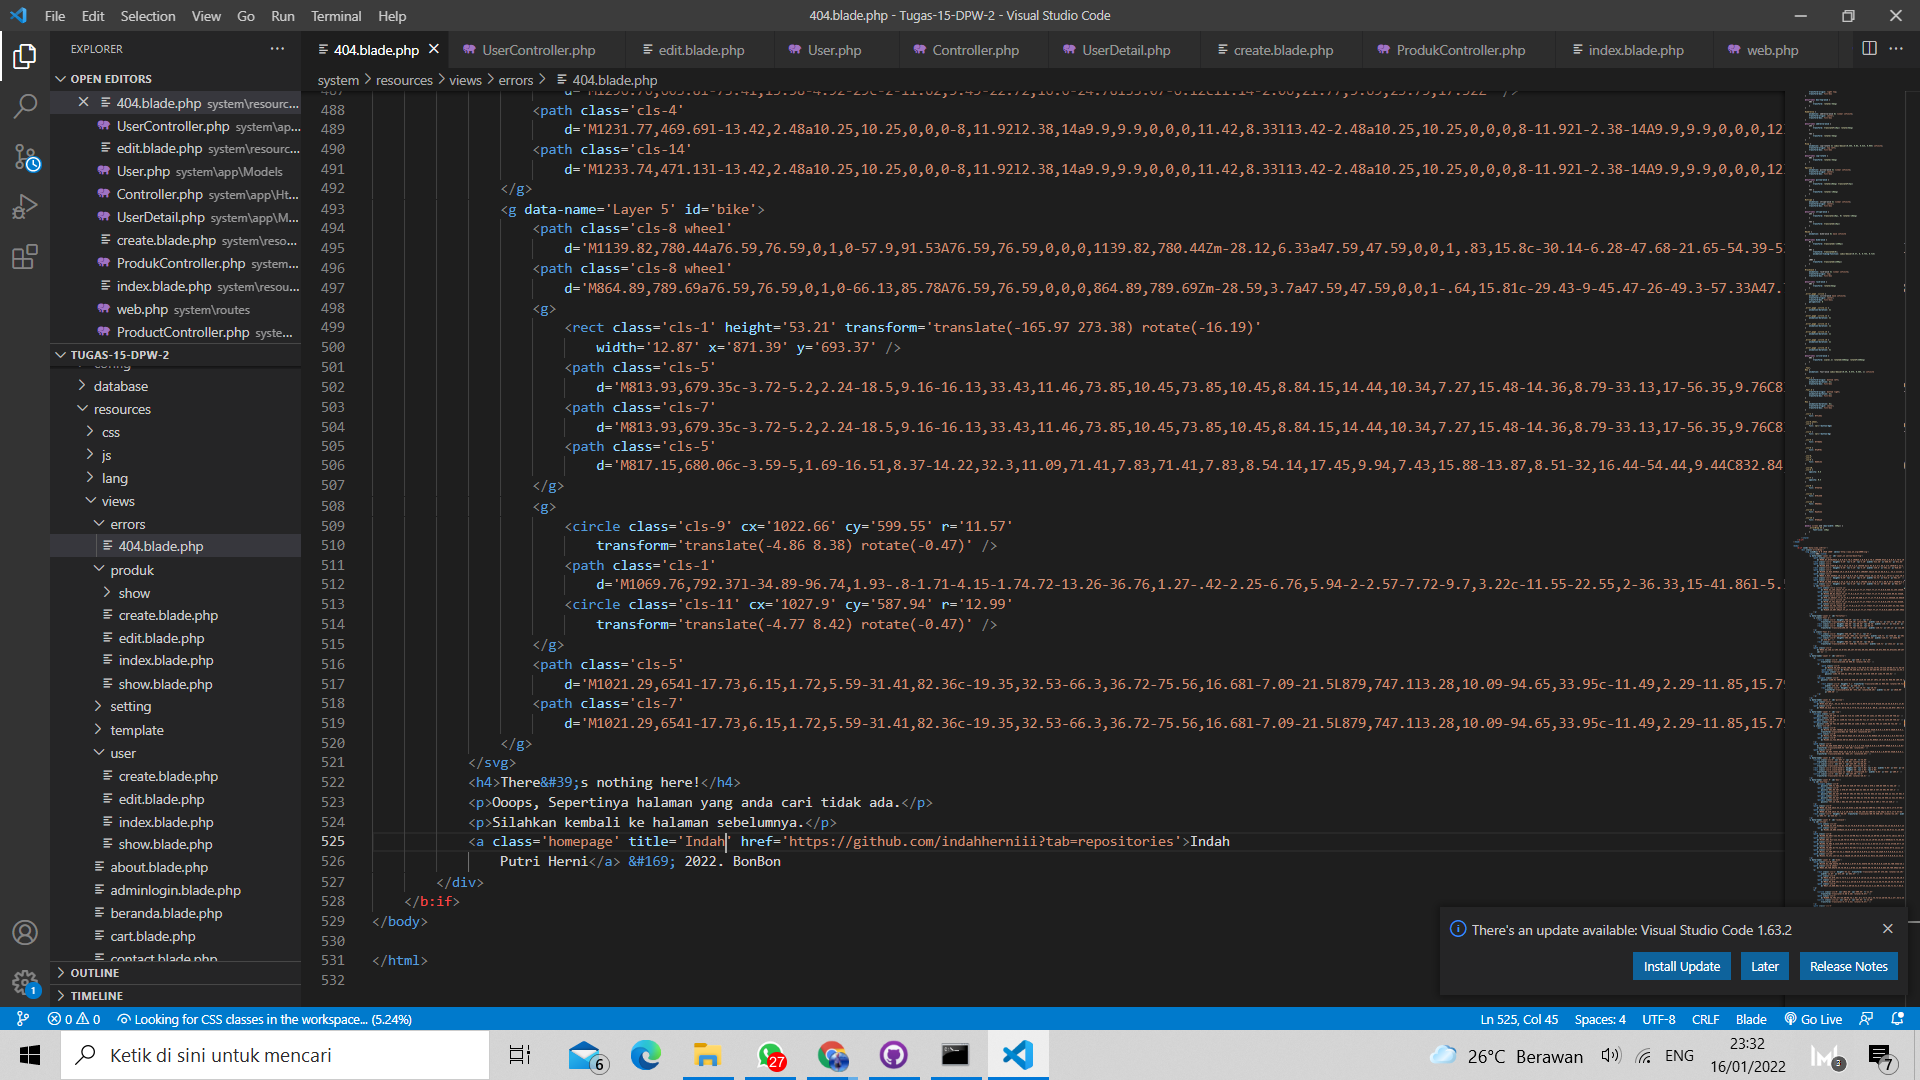 File Edit Selection View Go Run Terminal Help
404.blade.php - Tugas-15-DPW-2 - Visual Studio Code
EXPLORER
404.blade.php UserController.php edit.blade.php User.php Controller.php UserDetail.php create.blade.php ProdukController.php index.blade.php web.php
system > resources > views > errors > 404.blade.php
OPEN EDITORS
404.blade.php system\resourc...
UserController.php system\ap...
edit.blade.php system\resourc...
User.php system\app\Models
Controller.php system\app\Ht...
UserDetail.php system\app\M...
create.blade.php system\reso...
ProdukController.php system...
index.blade.php system\resou...
web.php system\routes
ProductController.php syste...
TUGAS-15-DPW-2
config
database
resources
css
js
lang
views
errors
404.blade.php
produk
show
create.blade.php
edit.blade.php
index.blade.php
show.blade.php
setting
template
user
create.blade.php
edit.blade.php
index.blade.php
show.blade.php
about.blade.php
adminlogin.blade.php
beranda.blade.php
cart.blade.php
contact.blade.php
OUTLINE
TIMELINE
488 <path class='cls-4'
489 d='M1231.77,469.69l-13.42,2.48a10.25,10.25,0,0,0-8,11.92l2.38,14a9.9,9.9,0,0,0,11.42,8.33l13.42-2.48a10.25,10.25,0,0,0,8-11.92l-2.38-14A9.9,9.9,0,0,0,12
490 <path class='cls-14'
491 d='M1233.74,471.13l-13.42,2.48a10.25,10.25,0,0,0-8,11.92l2.38,14a9.9,9.9,0,0,0,11.42,8.33l13.42-2.48a10.25,10.25,0,0,0,8-11.92l-2.38-14A9.9,9.9,0,0,0,12
492 </g>
493 <g data-name='Layer 5' id='bike'>
494 <path class='cls-8 wheel'
495 d='M1139.82,780.44a76.59,76.59,0,1,0-57.9,91.53A76.59,76.59,0,0,0,1139.82,780.44Zm-28.12,6.33a47.59,47.59,0,0,1,.83,15.8c-30.14-6.28-47.68-21.65-54.39-5
496 <path class='cls-8 wheel'
497 d='M864.89,789.69a76.59,76.59,0,1,0-66.13,85.78A76.59,76.59,0,0,0,864.89,789.69Zm-28.59,3.7a47.59,47.59,0,0,1-.64,15.81c-29.43-9-45.47-26-49.3-57.33A47.
498 <g>
499 <rect class='cls-1' height='53.21' transform='translate(-165.97 273.38) rotate(-16.19)'
500 width='12.87' x='871.39' y='693.37' />
501 <path class='cls-5'
502 d='M813.93,679.35c-3.72-5.2,2.24-18.5,9.16-16.13,33.43,11.46,73.85,10.45,73.85,10.45,8.84.15,14.44,10.34,7.27,15.48-14.36,8.79-33.13,17-56.35,9.76C8
503 <path class='cls-7'
504 d='M813.93,679.35c-3.72-5.2,2.24-18.5,9.16-16.13,33.43,11.46,73.85,10.45,73.85,10.45,8.84.15,14.44,10.34,7.27,15.48-14.36,8.79-33.13,17-56.35,9.76C8
505 <path class='cls-5'
506 d='M817.15,680.06c-3.59-5,1.69-16.51,8.37-14.22,32.3,11.09,71.41,7.83,71.41,7.83,8.54.14,17.45,9.94,7.43,15.88-13.87,8.51-32,16.44-54.44,9.44C832.84,
507 </g>
508 <g>
509 <circle class='cls-9' cx='1022.66' cy='599.55' r='11.57'
510 transform='translate(-4.86 8.38) rotate(-0.47)' />
511 <path class='cls-1'
512 d='M1069.76,792.37l-34.89-96.74,1.93-.8-1.71-4.15-1.74.72-13.26-36.76,1.27-.42-2.25-6.76,5.94-2-2.57-7.72-9.7,3.22c-11.55-22.55,2-36.33,15-41.86l-5.
513 <circle class='cls-11' cx='1027.9' cy='587.94' r='12.99'
514 transform='translate(-4.77 8.42) rotate(-0.47)' />
515 </g>
516 <path class='cls-5'
517 d='M1021.29,654l-17.73,6.15,1.72,5.59-31.41,82.36c-19.35,32.53-66.3,36.72-75.56,16.68l-7.09-21.5L879,747.1l3.28,10.09-94.65,33.95c-11.49,2.29-11.85,15.79
518 <path class='cls-7'
519 d='M1021.29,654l-17.73,6.15,1.72,5.59-31.41,82.36c-19.35,32.53-66.3,36.72-75.56,16.68l-7.09-21.5L879,747.1l3.28,10.09-94.65,33.95c-11.49,2.29-11.85,15.79
520 </g>
521 </svg>
522 <h4>There&#39;s nothing here!</h4>
523 <p>Ooops, Sepertinya halaman yang anda cari tidak ada.</p>
524 <p>Silahkan kembali ke halaman sebelumnya.</p>
525 <a class='homepage' title='Indah' href='https://github.com/indahherniii?tab=repositories'>Indah
526 Putri Herni</a> &#169; 2022. BonBon
527 </div>
528 </b:if>
529 </body>
530
531 </html>
532
There's an update available: Visual Studio Code 1.63.2
Install Update Later Release Notes
0 0 Looking for CSS classes in the workspace... (5.24%)
Ln 525, Col 45 Spaces: 4 UTF-8 CRLF Blade Go Live
Ketik di sini untuk mencari
6 27
26°C Berawan ENG
23:32
16/01/2022
3 7
1